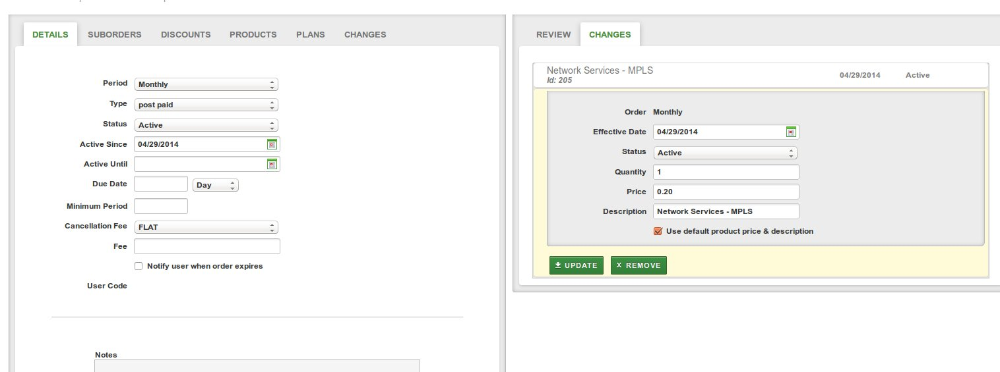 DETAILS SUBORDERS DISCOUNTS PRODUCTS PLANS CHANGES
Period Monthly
Type post paid
Status Active
Active Since 04/29/2014
Active Until
Due Date Day
Minimum Period
Cancellation Fee FLAT
Fee
Notify user when order expires
User Code
Notes
REVIEW CHANGES
Network Services - MPLS
Id: 205
04/29/2014 Active
Order Monthly
Effective Date 04/29/2014
Status Active
Quantity 1
Price 0.20
Description Network Services - MPLS
Use default product price & description
UPDATE REMOVE